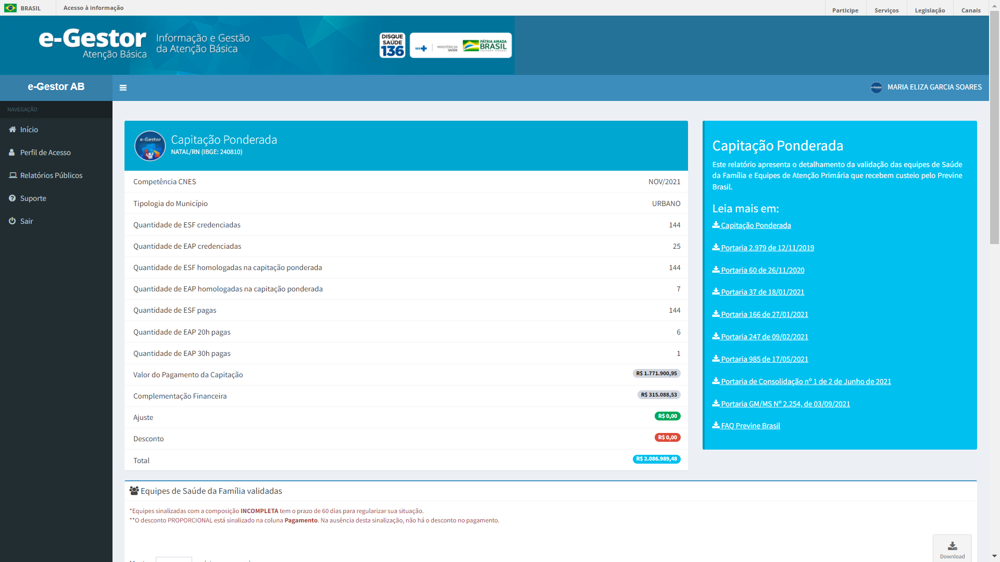 BRASIL
Acesso à informação
Participe
Serviços
Legislação
Canais
e-Gestor
Atenção Básica
Informação e Gestão
da Atenção Básica
DISQUE
SAÚDE
136
SUS
MINISTÉRIO DA
SAÚDE
PÁTRIA AMADA
BRASIL
GOVERNO FEDERAL
e-Gestor AB
MARIA ELIZA GARCIA SOARES
NAVEGAÇÃO
Início
Perfil de Acesso
Relatórios Públicos
Suporte
Sair
e-Gestor
Capitação Ponderada
NATAL/RN (IBGE: 240810)
Competência CNES NOV/2021
Tipologia do Município URBANO
Quantidade de ESF credenciadas 144
Quantidade de EAP credenciadas 25
Quantidade de ESF homologadas na capitação ponderada 144
Quantidade de EAP homologadas na capitação ponderada 7
Quantidade de ESF pagas 144
Quantidade de EAP 20h pagas 6
Quantidade de EAP 30h pagas 1
Valor do Pagamento da Capitação R$ 1.771.900,95
Complementação Financeira R$ 315.088,53
Ajuste R$ 0,00
Desconto R$ 0,00
Total R$ 2.086.989,48
Capitação Ponderada
Este relatório apresenta o detalhamento da validação das equipes de Saúde
da Família e Equipes de Atenção Primária que recebem custeio pelo Previne
Brasil.
Leia mais em:
Capitação Ponderada
Portaria 2.979 de 12/11/2019
Portaria 60 de 26/11/2020
Portaria 37 de 18/01/2021
Portaria 166 de 27/01/2021
Portaria 247 de 09/02/2021
Portaria 985 de 17/05/2021
Portaria de Consolidação nº 1 de 2 de Junho de 2021
Portaria GM/MS Nº 2.254, de 03/09/2021
FAQ Previne Brasil
Equipes de Saúde da Família validadas
*Equipes sinalizadas com a composição INCOMPLETA tem o prazo de 60 dias para regularizar sua situação.
**O desconto PROPORCIONAL está sinalizado na coluna Pagamento. Na ausência desta sinalização, não há o desconto no pagamento.
Download